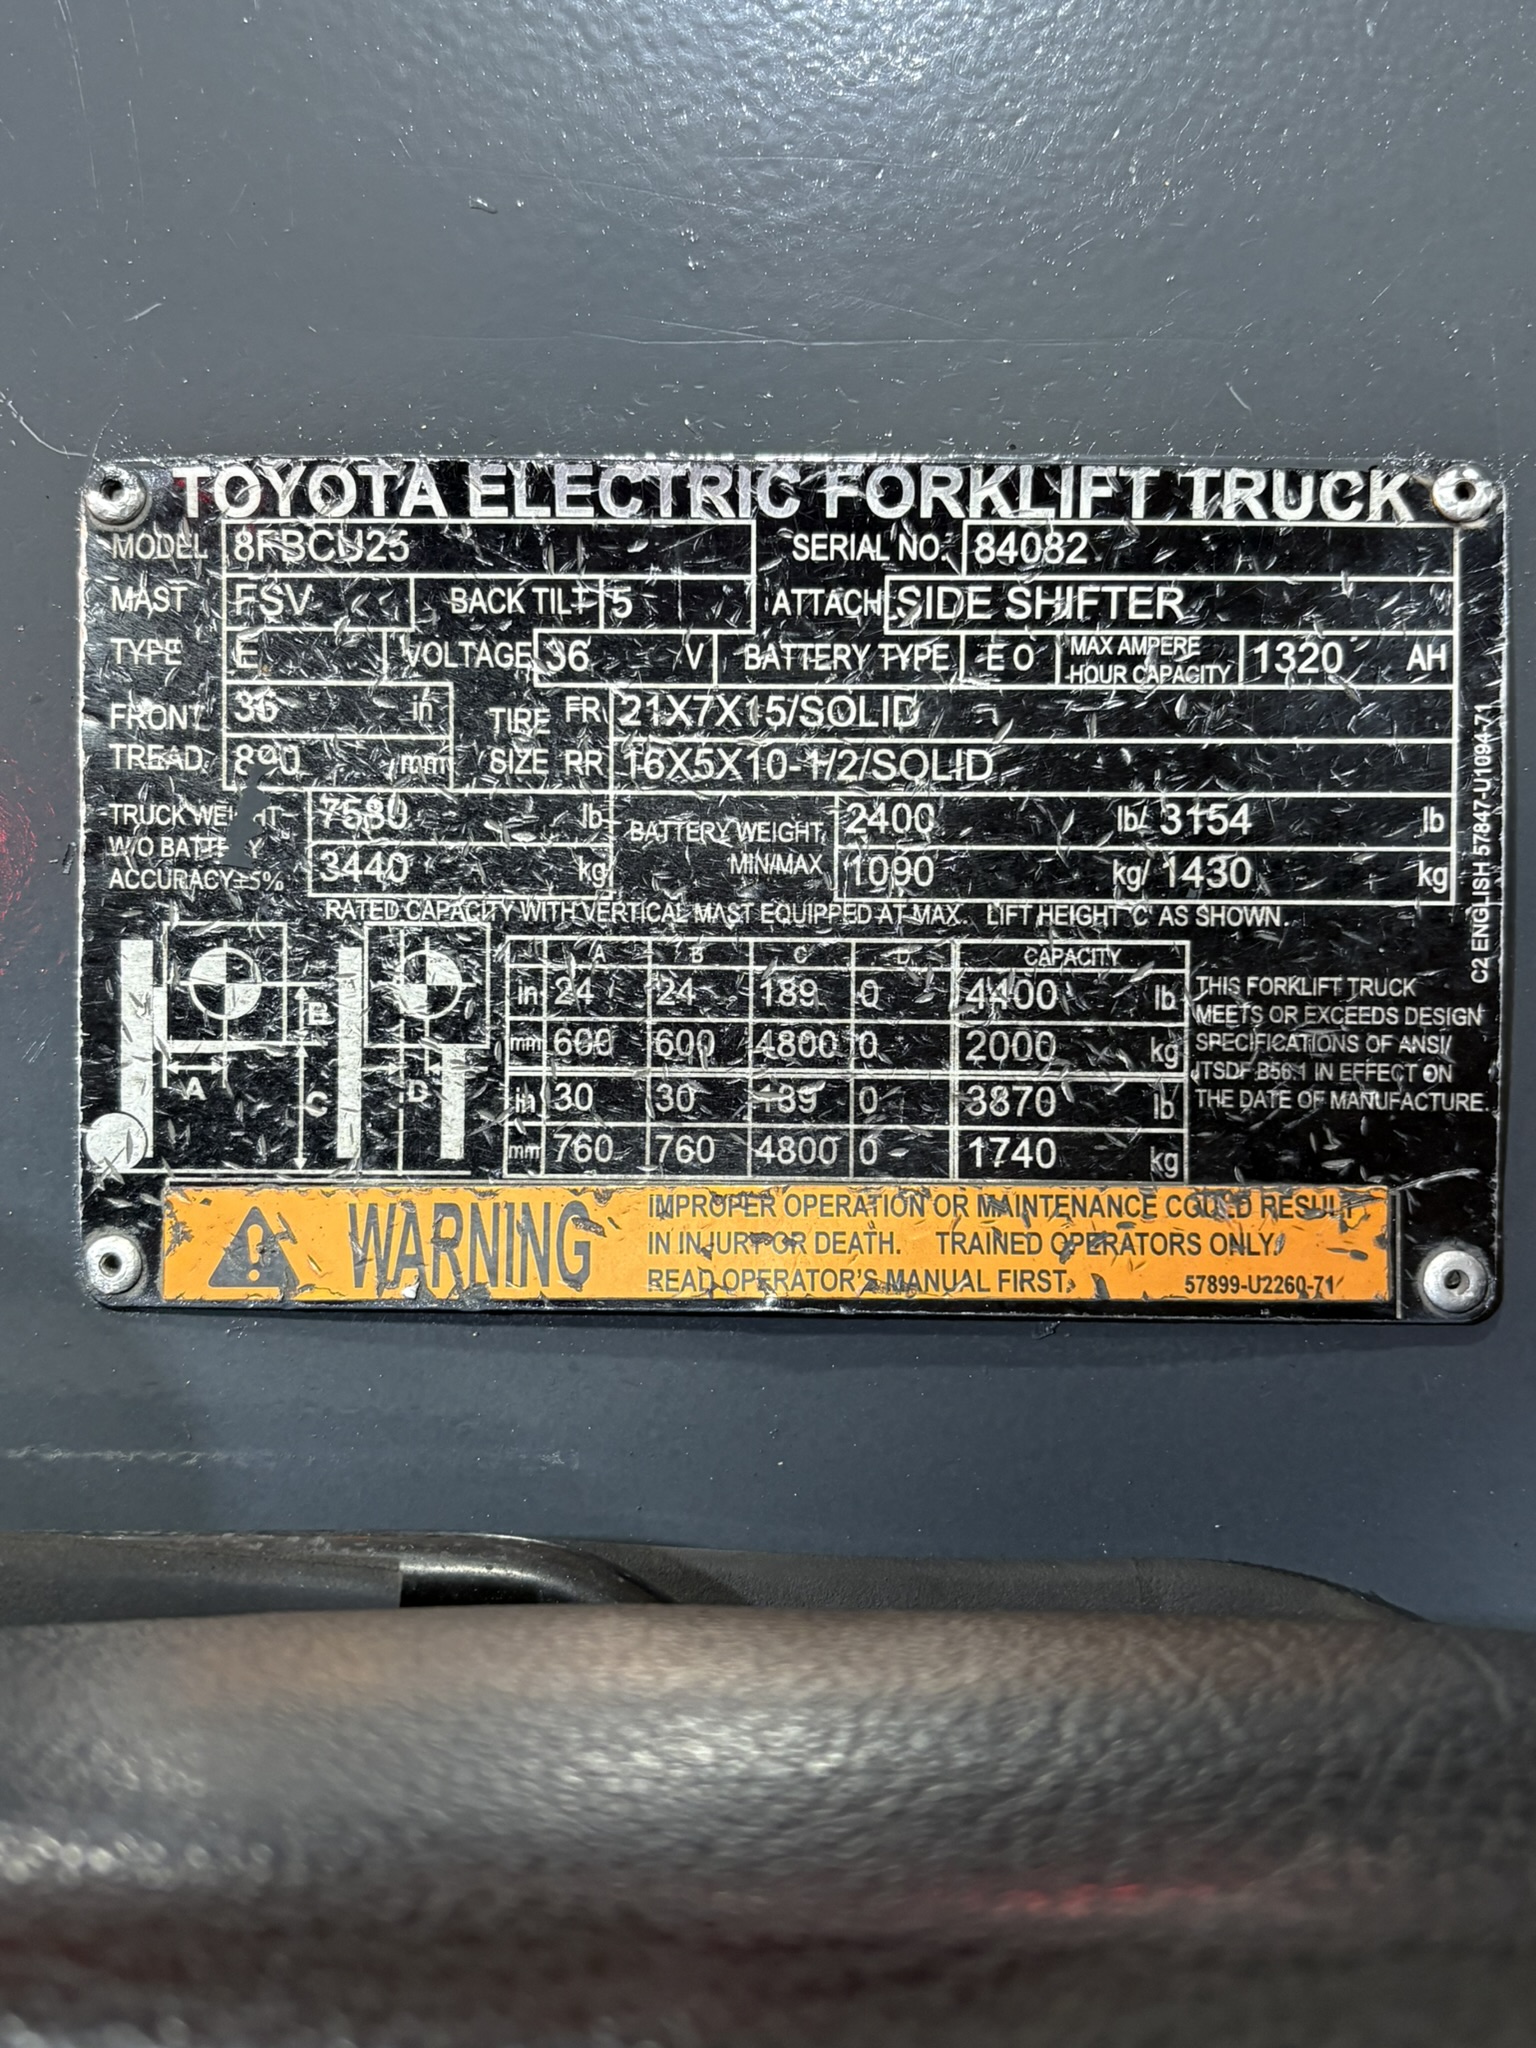 TOYOTA ELECTRIC FORKLIFT TRUCK
MODEL 8FBCU25 SERIAL NO. 84082
MAST FSV BACK TILT 5 ATTACH SIDE SHIFTER
TYPE E VOLTAGE 36 V BATTERY TYPE E O MAX AMPERE -HOUR CAPACITY 1320 AH
FRONT TREAD 36 in TIRE SIZE FR 21X7X15/SOLID
mm RR 16X5X10-1/2/SOLID
TRUCK WEIGHT W/O BATTERY ACCURACY±5% 7580 lb BATTERY WEIGHT MIN/MAX 2400 lb/ 3154 lb
3440 kg 1090 kg/ 1430 kg
RATED CAPACITY WITH VERTICAL MAST EQUIPPED AT MAX. LIFT HEIGHT 'C' AS SHOWN.
A B C D CAPACITY
in 24 24 189 0 4400 lb
mm 600 600 4800 0 2000 kg
in 30 30 189 0 3870 lb
mm 760 760 4800 0 1740 kg
B
A C D
THIS FORKLIFT TRUCK
MEETS OR EXCEEDS DESIGN
SPECIFICATIONS OF ANSI/
ITSDF B56.1 IN EFFECT ON
THE DATE OF MANUFACTURE.
C2 ENGLISH 57847-U1094-71
WARNING
IMPROPER OPERATION OR MAINTENANCE COULD RESULT
IN INJURY OR DEATH. TRAINED OPERATORS ONLY.
READ OPERATOR'S MANUAL FIRST. 57899-U2260-71